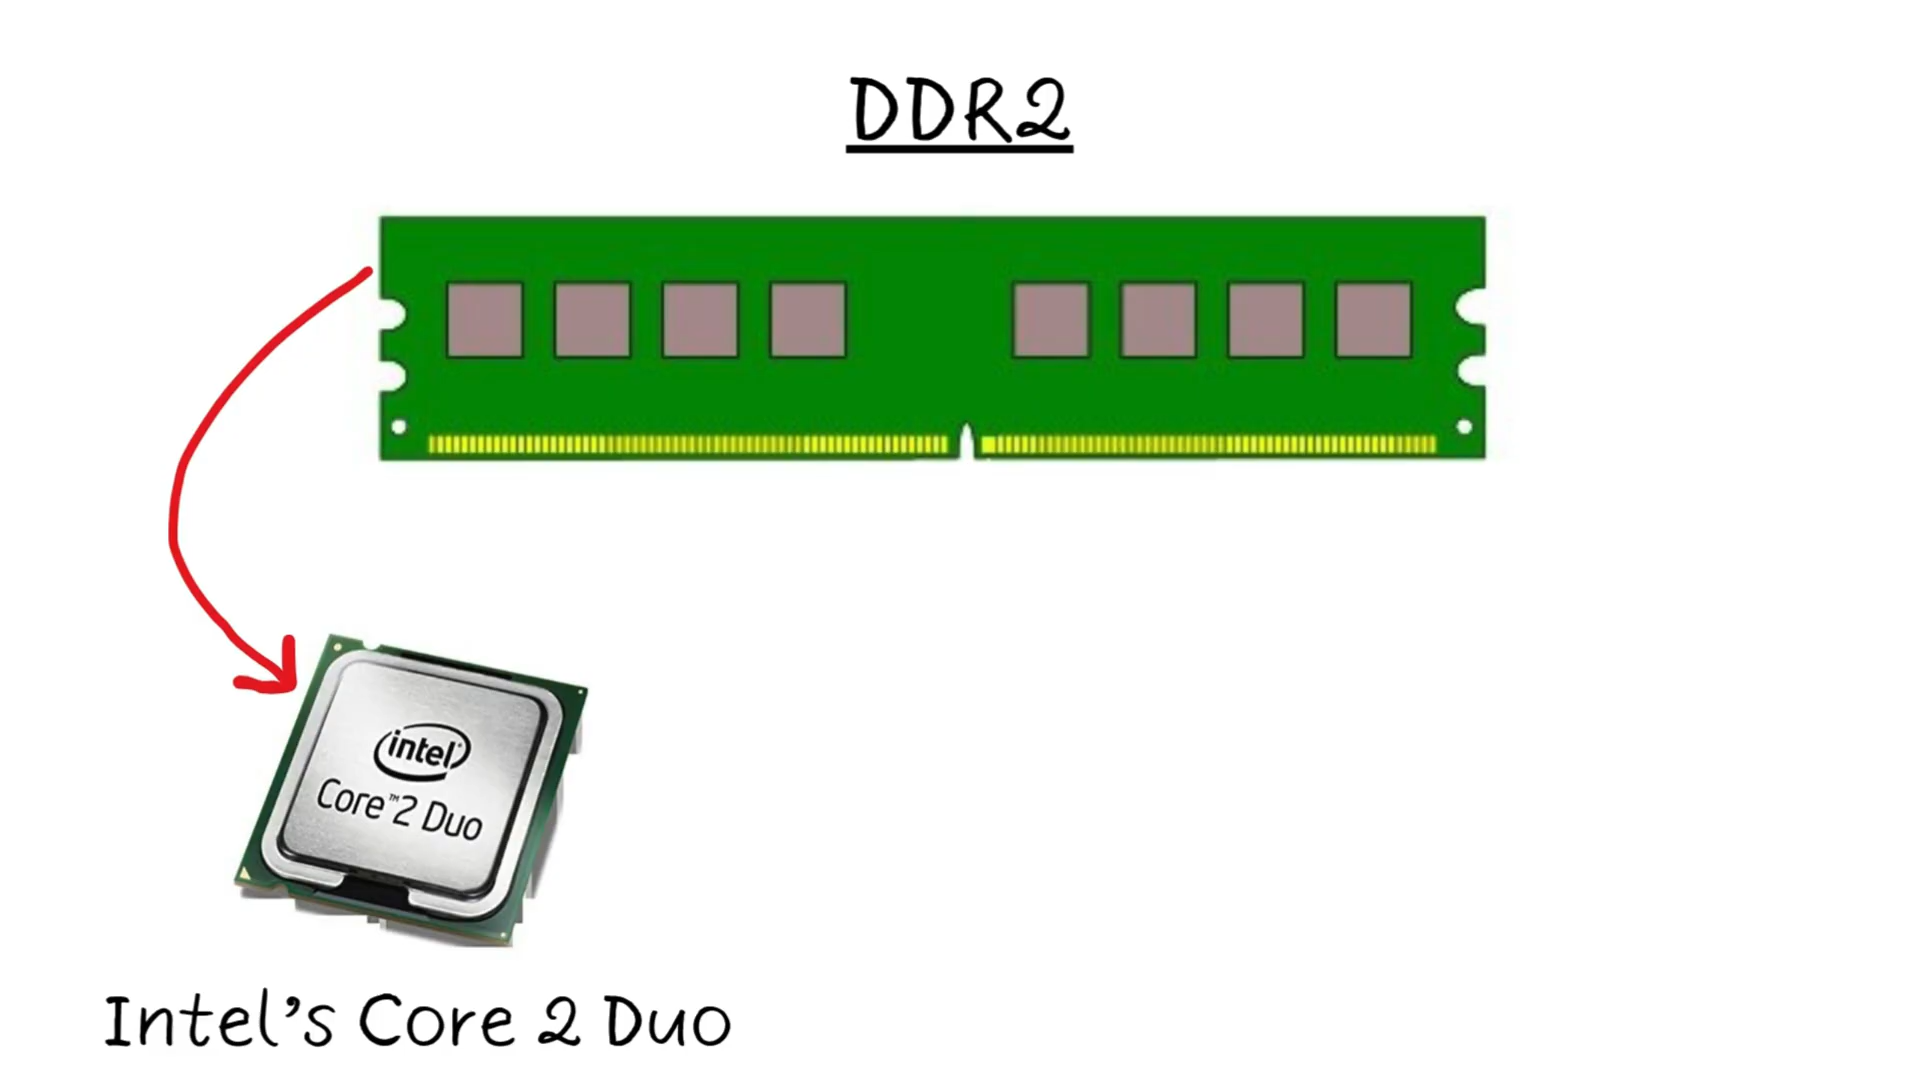 DDR2
intel
Core™2 Duo
Intel's Core 2 Duo